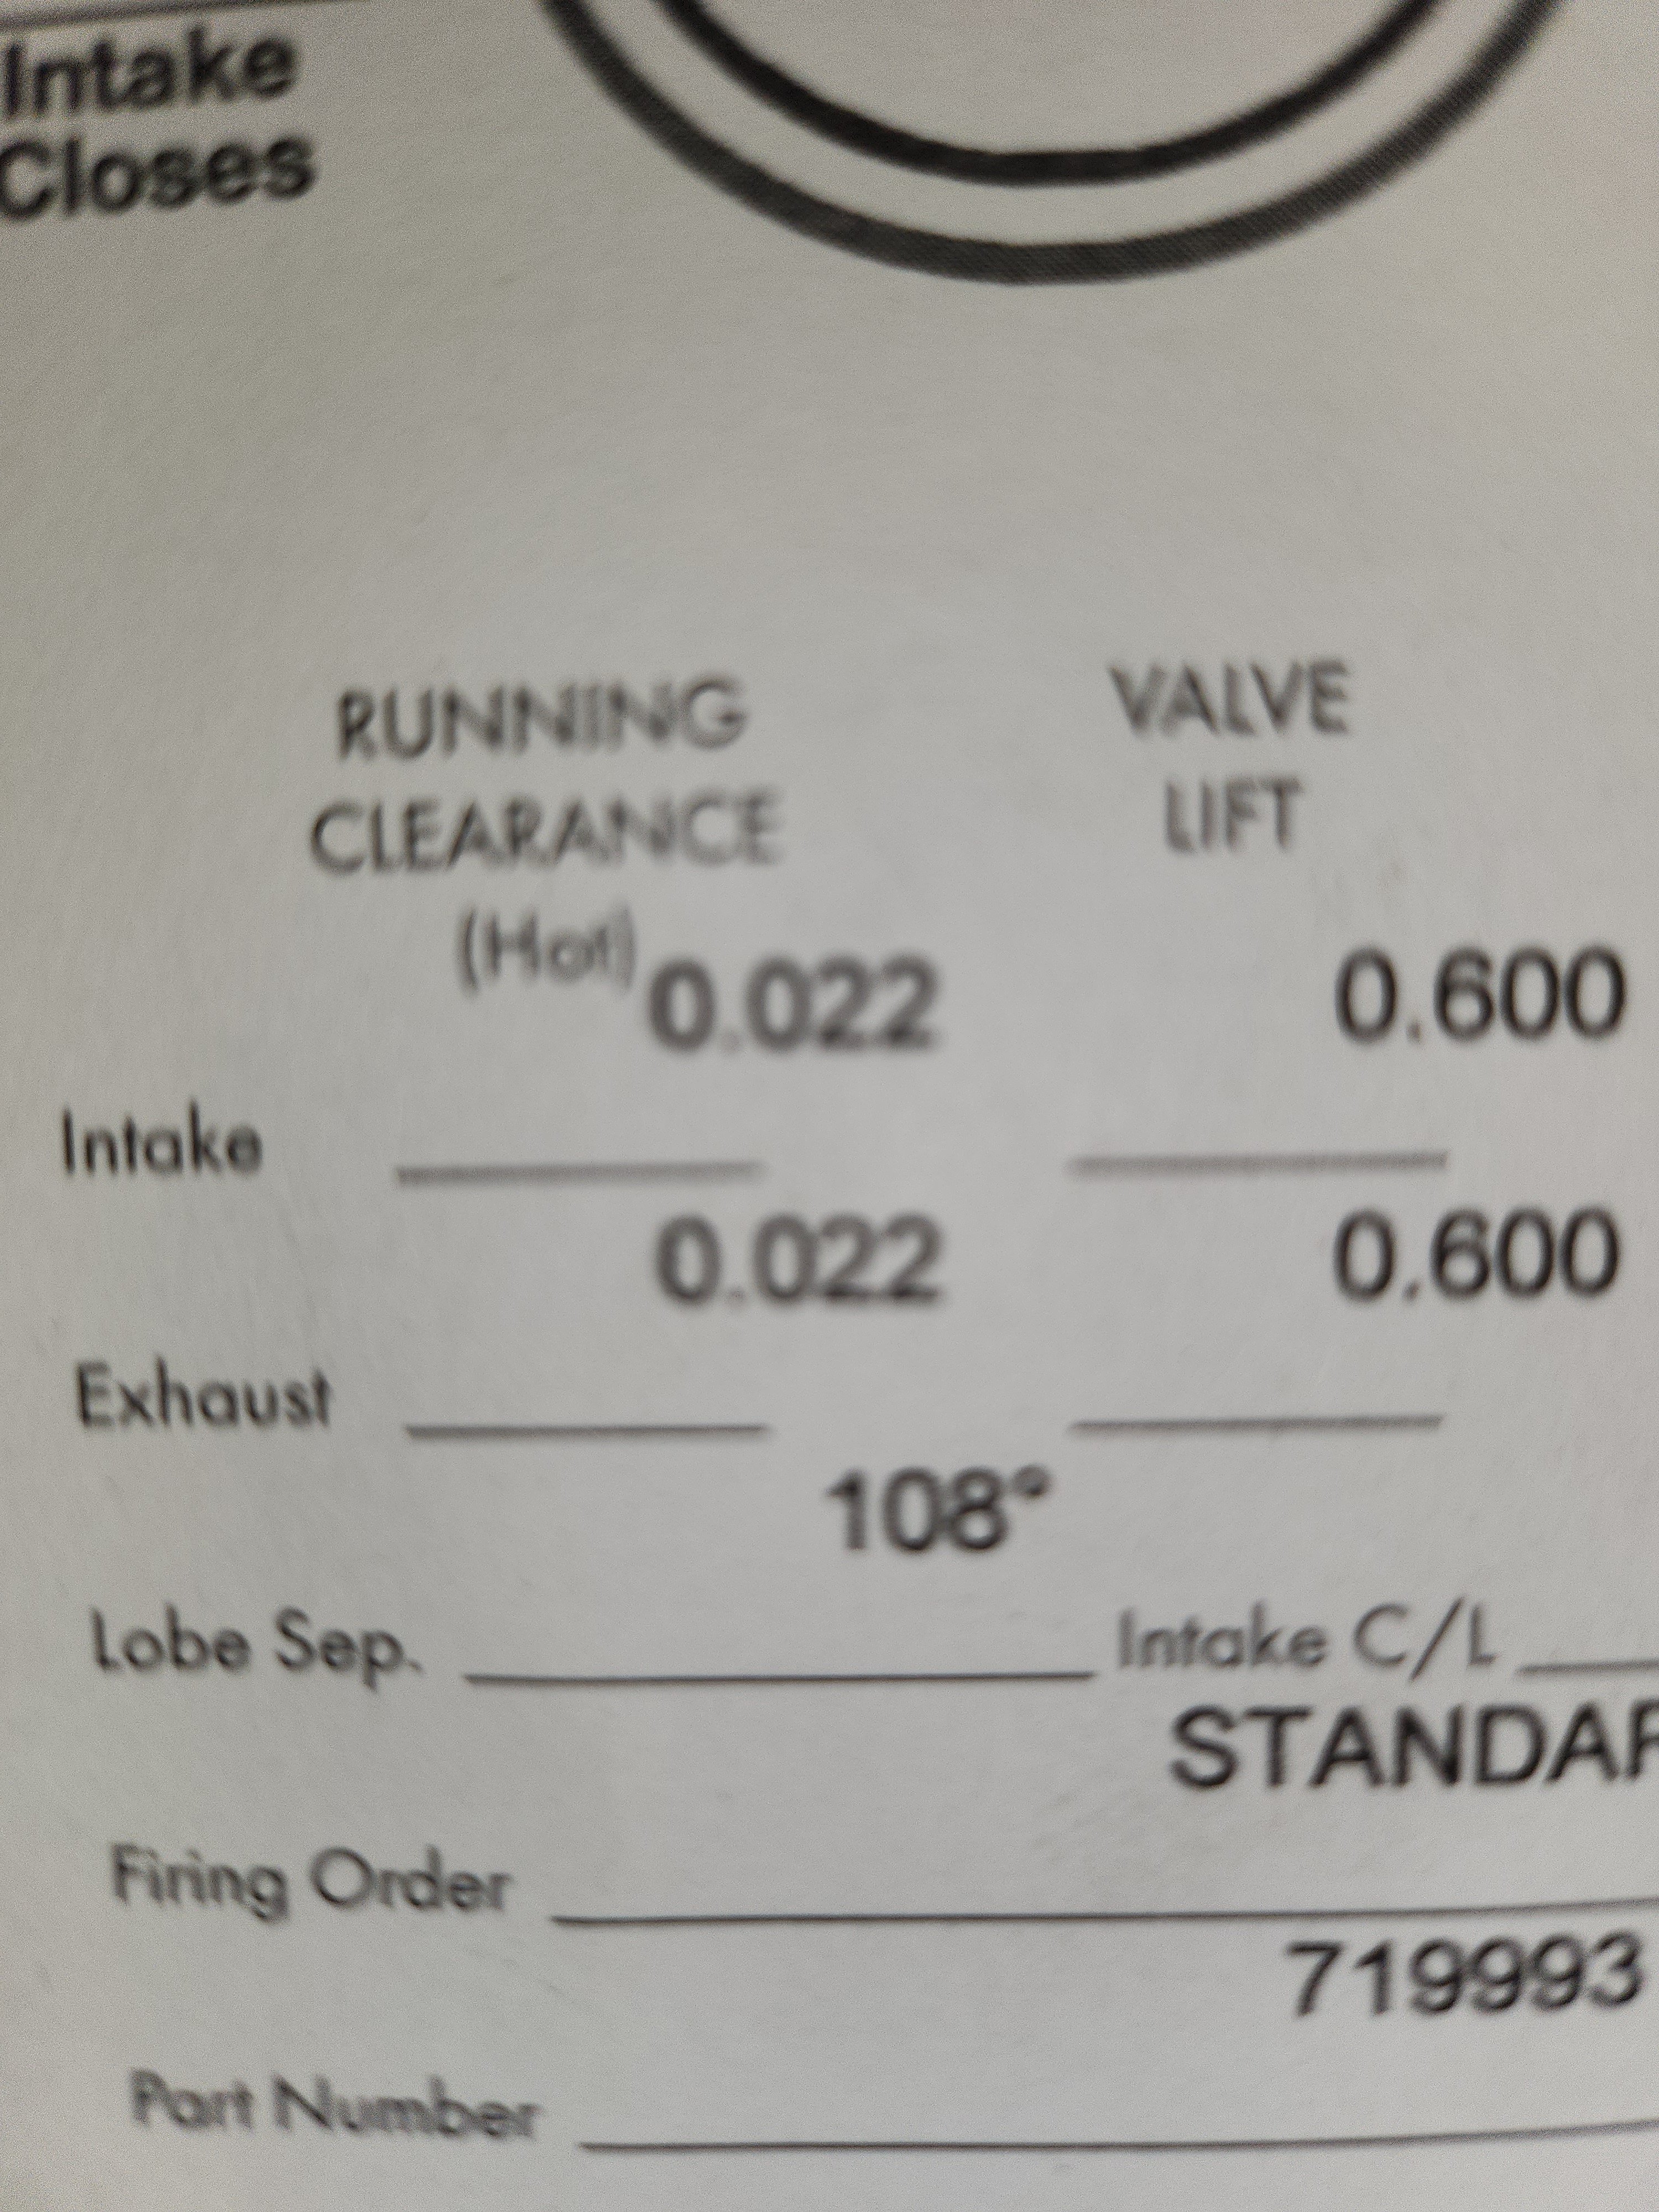 Intake
Closes
RUNNING
CLEARANCE
(Hot)
VALVE
LIFT
0.022 0.600
Intake
0.022 0.600
Exhaust
108°
Lobe Sep. Intake C/L
STANDAR
Firing Order
719993
Part Number